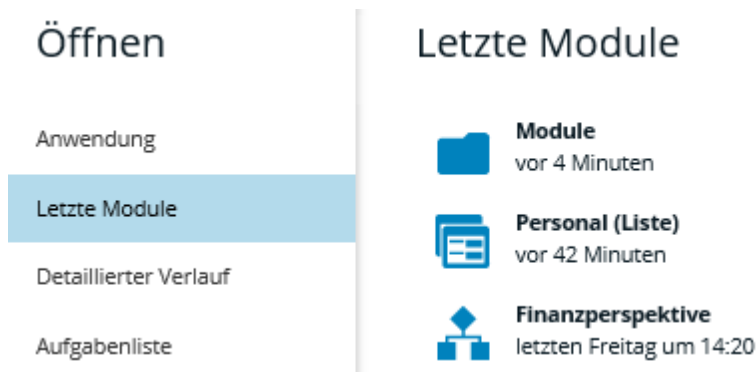 Öffnen
Anwendung
Letzte Module
Detaillierter Verlauf
Aufgabenliste
Letzte Module
Module
vor 4 Minuten
Personal (Liste)
vor 42 Minuten
Finanzperspektive
letzten Freitag um 14:20